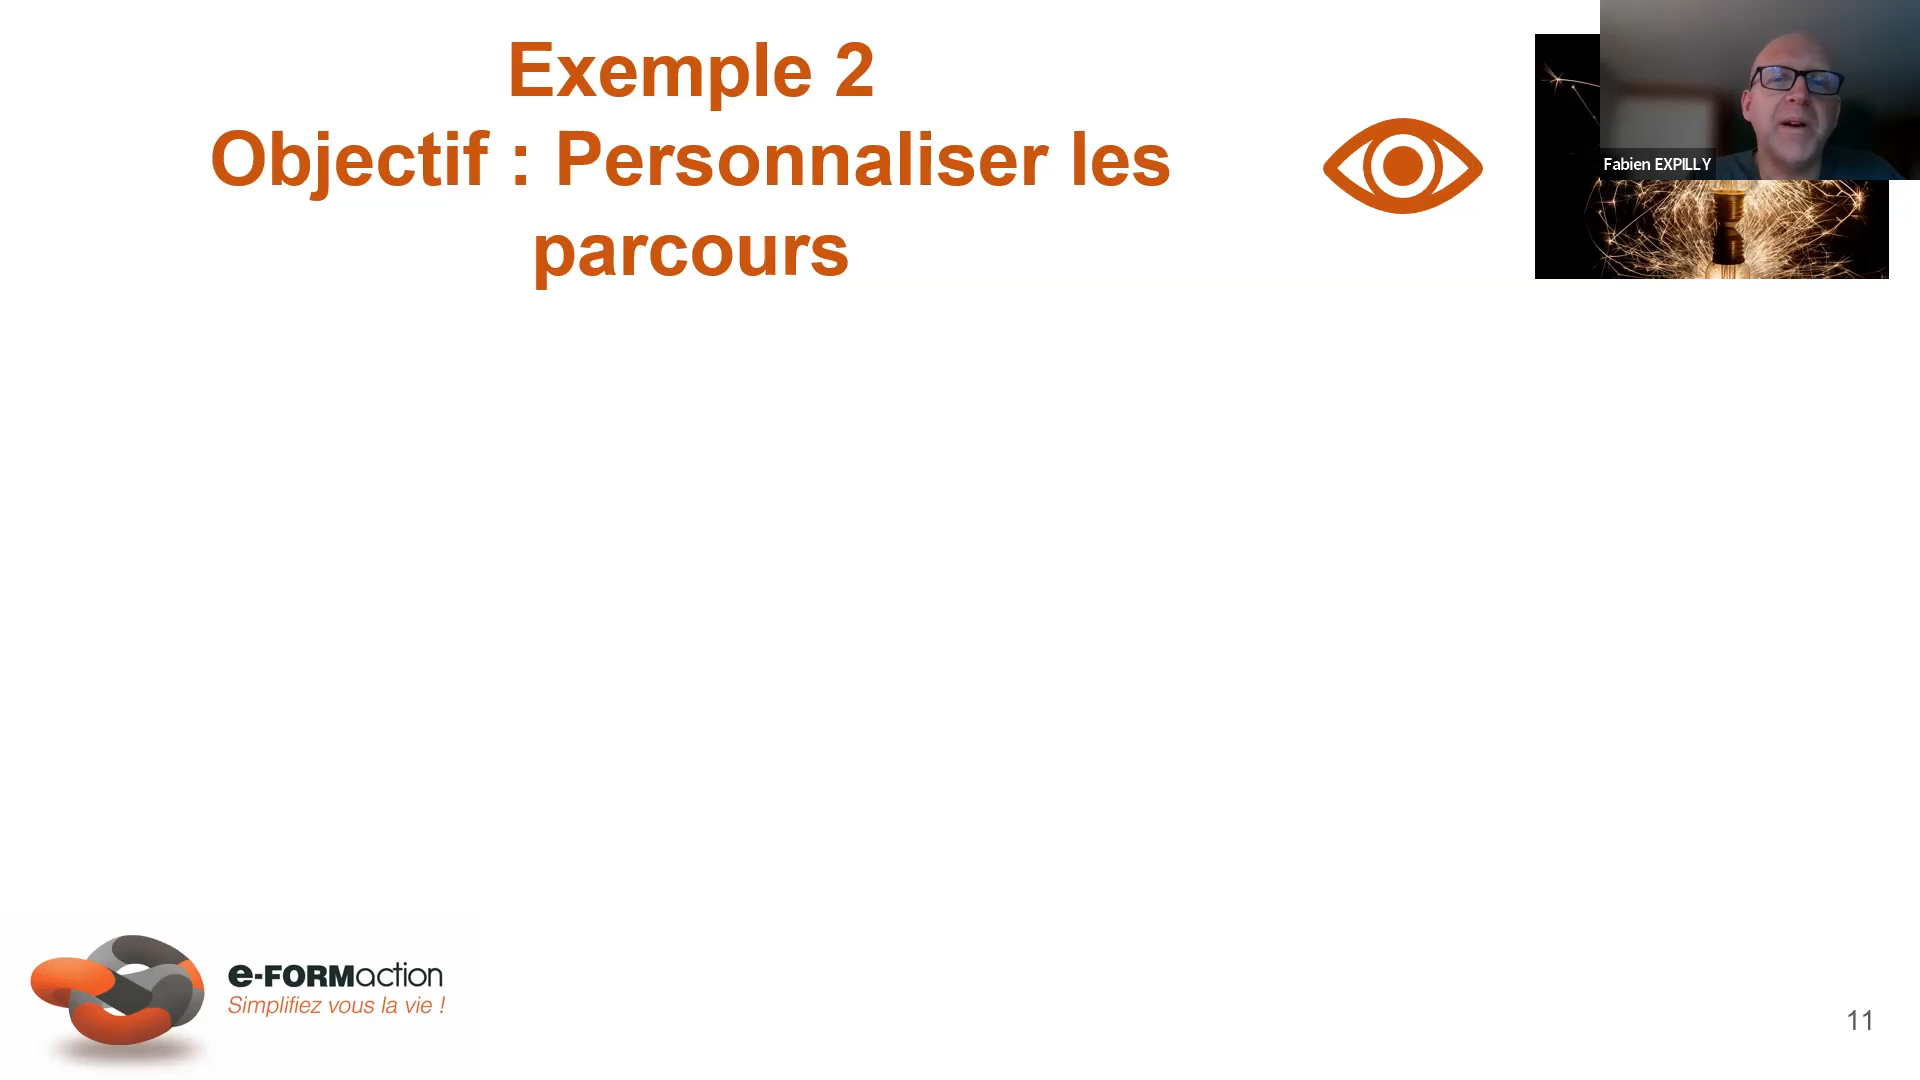 Exemple 2
Objectif : Personnaliser les
parcours
Fabien EXPILLY
e-FORMaction
Simplifiez vous la vie !
11